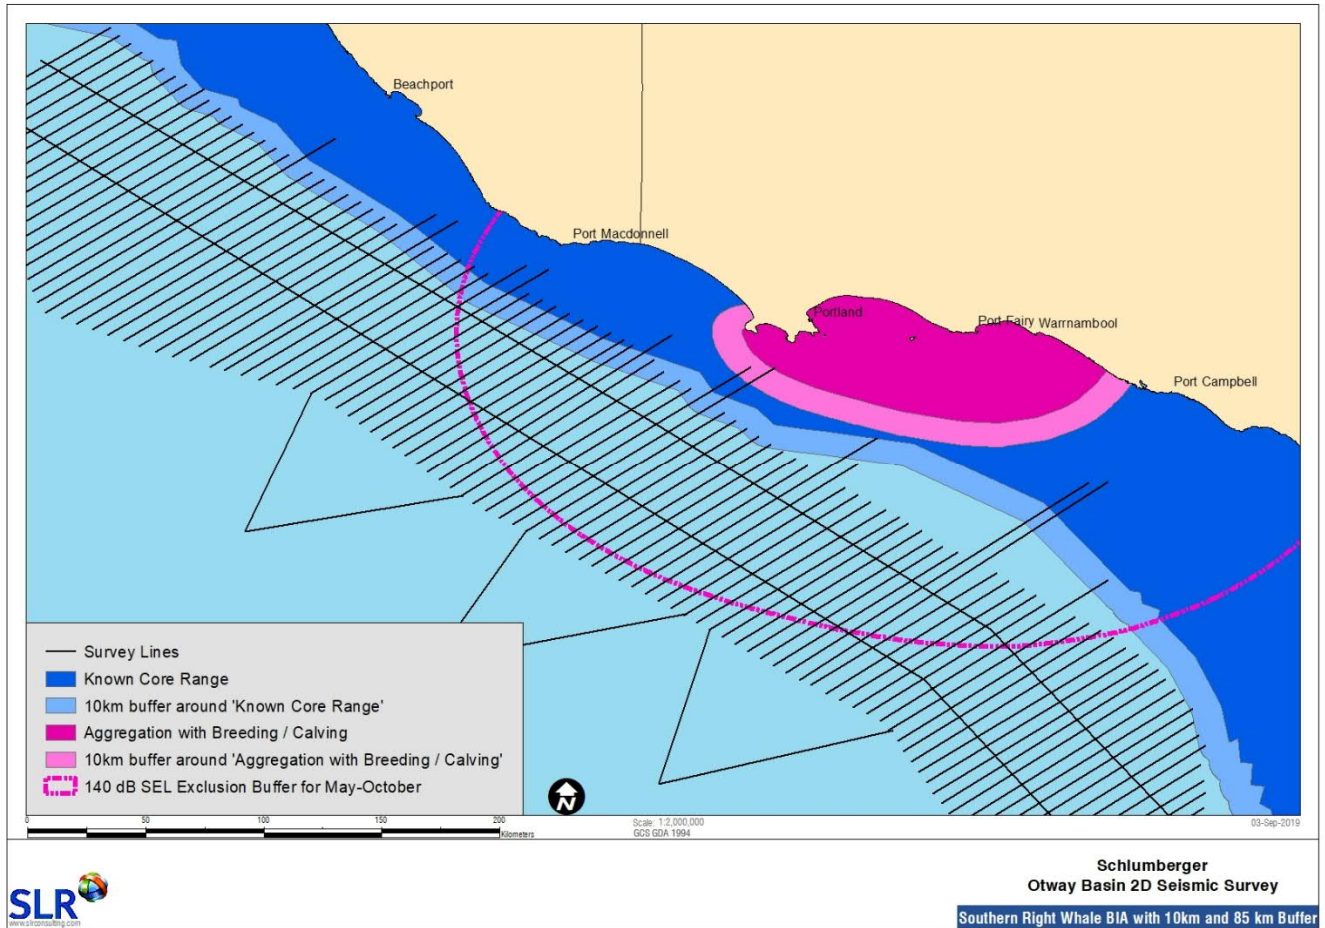 Beachport
Port Macdonnell
Portland
Port Fairy Warrnambool
Port Campbell
Survey Lines
Known Core Range
10km buffer around 'Known Core Range'
Aggregation with Breeding / Calving
10km buffer around 'Aggregation with Breeding / Calving'
140 dB SEL Exclusion Buffer for May-October
N
0 50 100 150 200
Kilometers
Scale: 1:2,000,000
GCS GDA 1994
03-Sep-2019
SLR
www.slrconsulting.com
Schlumberger
Otway Basin 2D Seismic Survey
Southern Right Whale BIA with 10km and 85 km Buffer